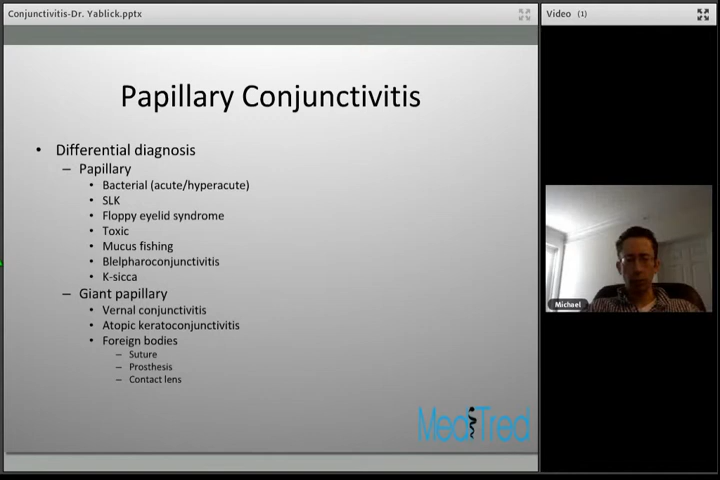 Conjunctivitis-Dr. Yablick.pptx
Video (1)
Papillary Conjunctivitis
• Differential diagnosis
– Papillary
• Bacterial (acute/hyperacute)
• SLK
• Floppy eyelid syndrome
• Toxic
• Mucus fishing
• Blelpharoconjunctivitis
• K-sicca
– Giant papillary
• Vernal conjunctivitis
• Atopic keratoconjunctivitis
• Foreign bodies
– Suture
– Prosthesis
– Contact lens
Michael
MediTred